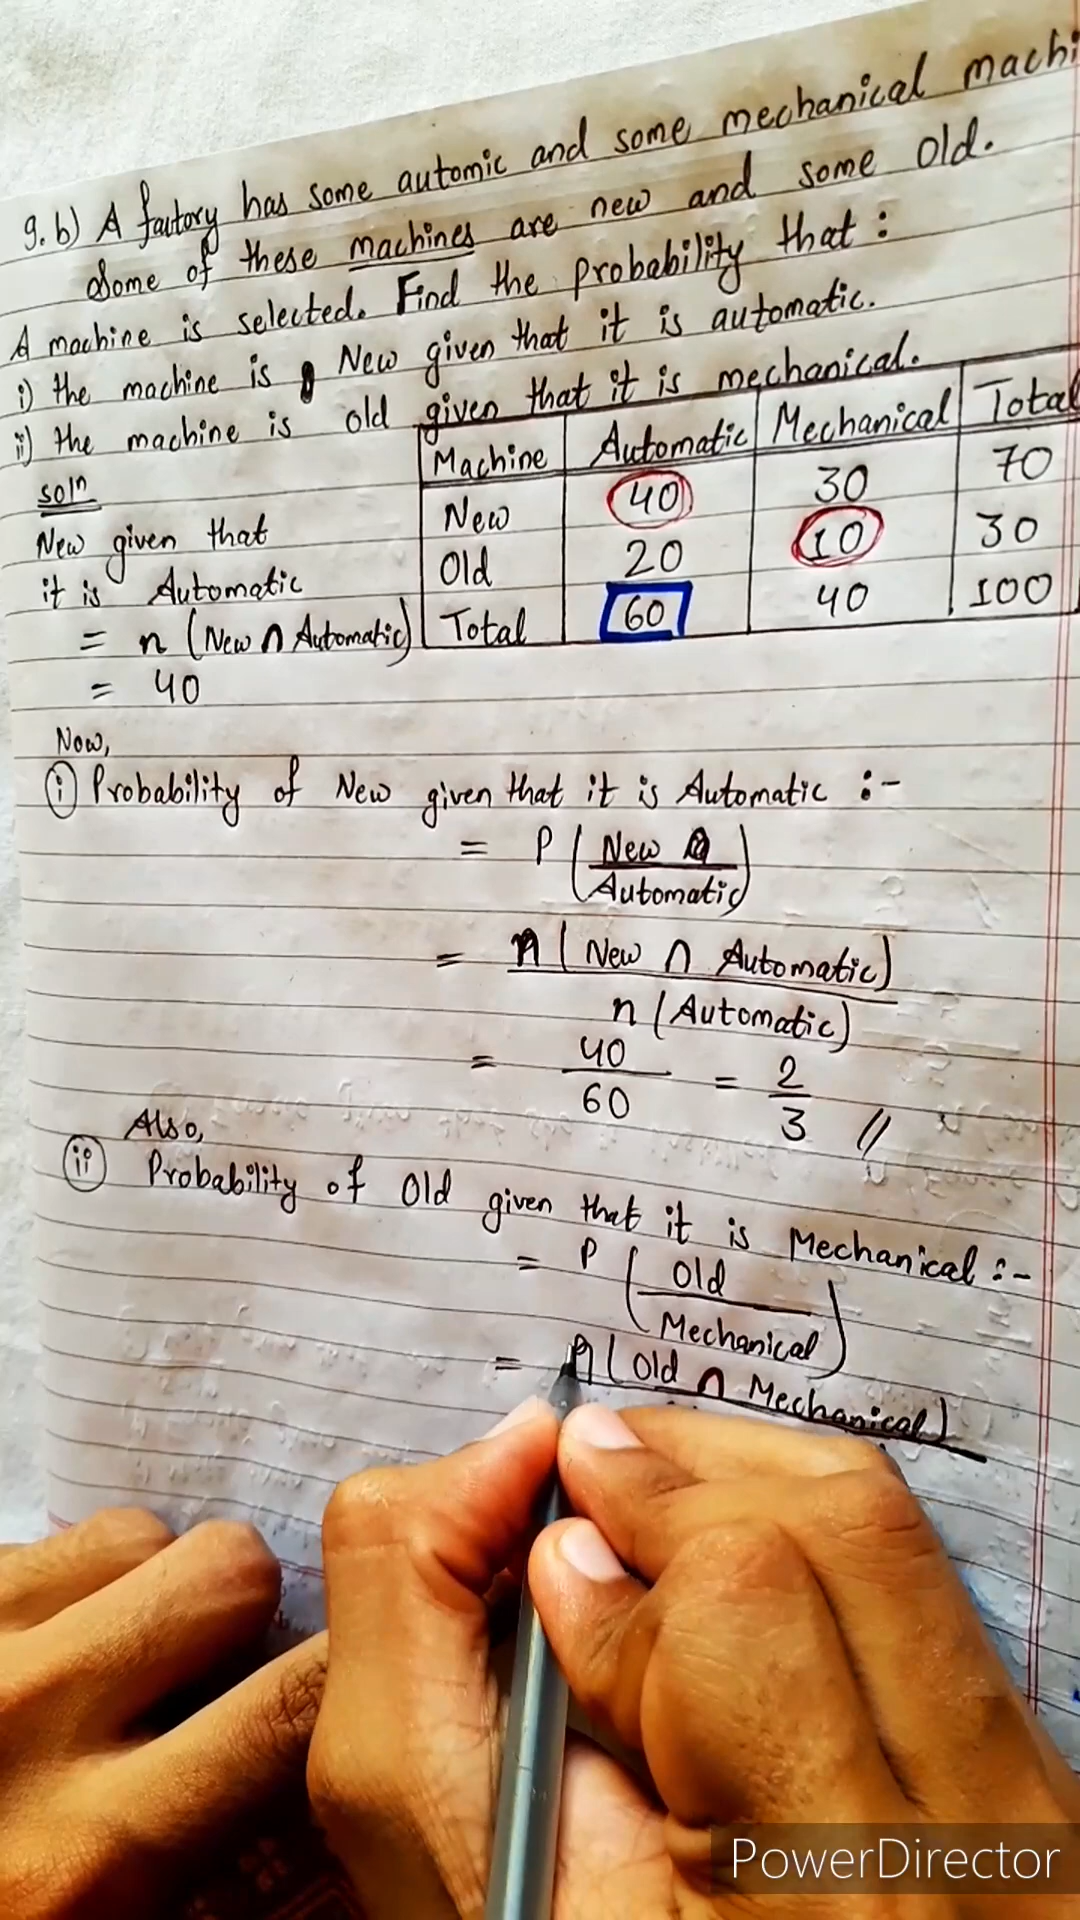 9. b) A factory has some automic and some mechanical machi
Some of these machines are new and some old.
A machine is selected. Find the probability that :
i) the machine is New given that it is automatic.
ii) the machine is old given that it is mechanical.
soln
Machine Automatic Mechanical Total
New 40 30 70
Old 20 10 30
Total 60 40 100
New given that
it is Automatic
= n (New ∩ Automatic)
= 40
Now,
i Probability of New given that it is Automatic :-
= P (New / Automatic)
= n (New ∩ Automatic)
n (Automatic)
= 40/60 = 2/3 //
Also,
ii Probability of Old given that it is Mechanical :-
= P (Old / Mechanical)
= n (Old ∩ Mechanical)
PowerDirector